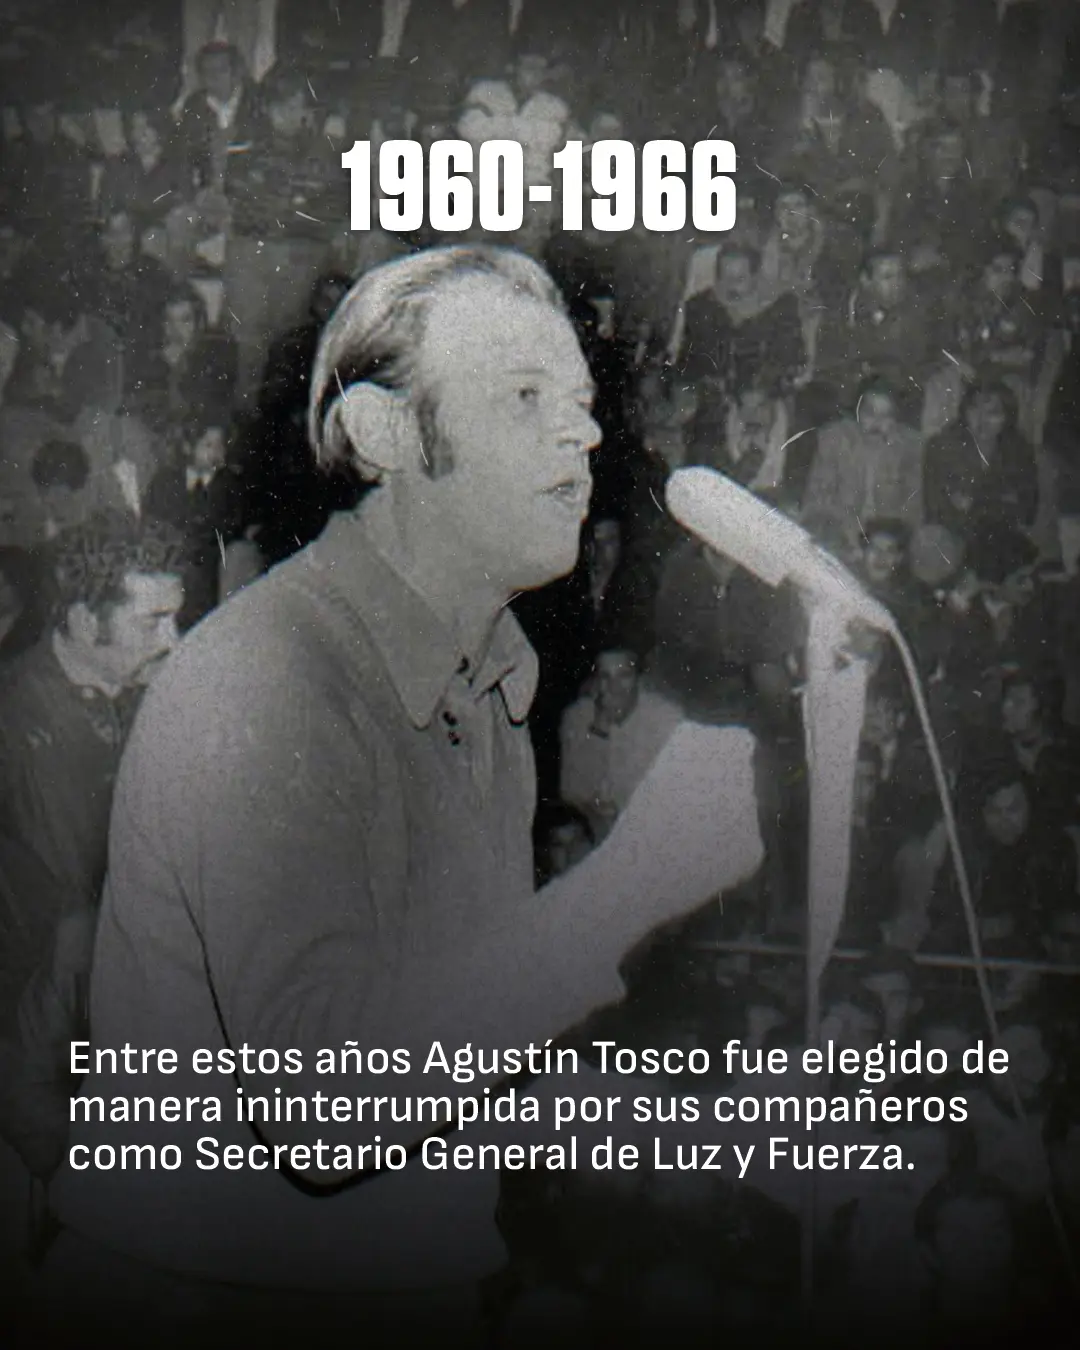 1960-1966
Entre estos años Agustín Tosco fue elegido de
manera ininterrumpida por sus compañeros
como Secretario General de Luz y Fuerza.